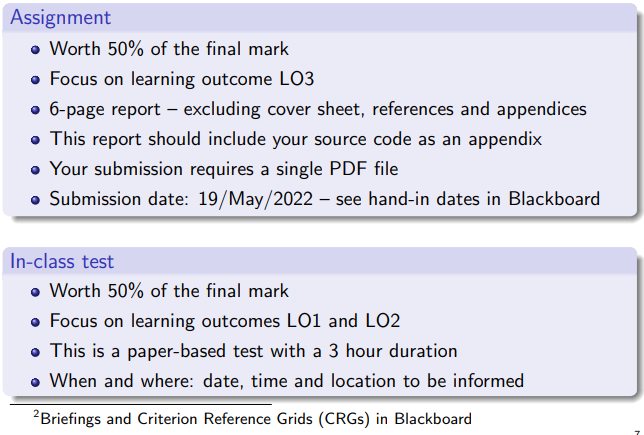 Assignment
Worth 50% of the final mark
Focus on learning outcome LO3
6-page report – excluding cover sheet, references and appendices
This report should include your source code as an appendix
Your submission requires a single PDF file
Submission date: 19/May/2022 – see hand-in dates in Blackboard
In-class test
Worth 50% of the final mark
Focus on learning outcomes LO1 and LO2
This is a paper-based test with a 3 hour duration
When and where: date, time and location to be informed
²Briefings and Criterion Reference Grids (CRGs) in Blackboard